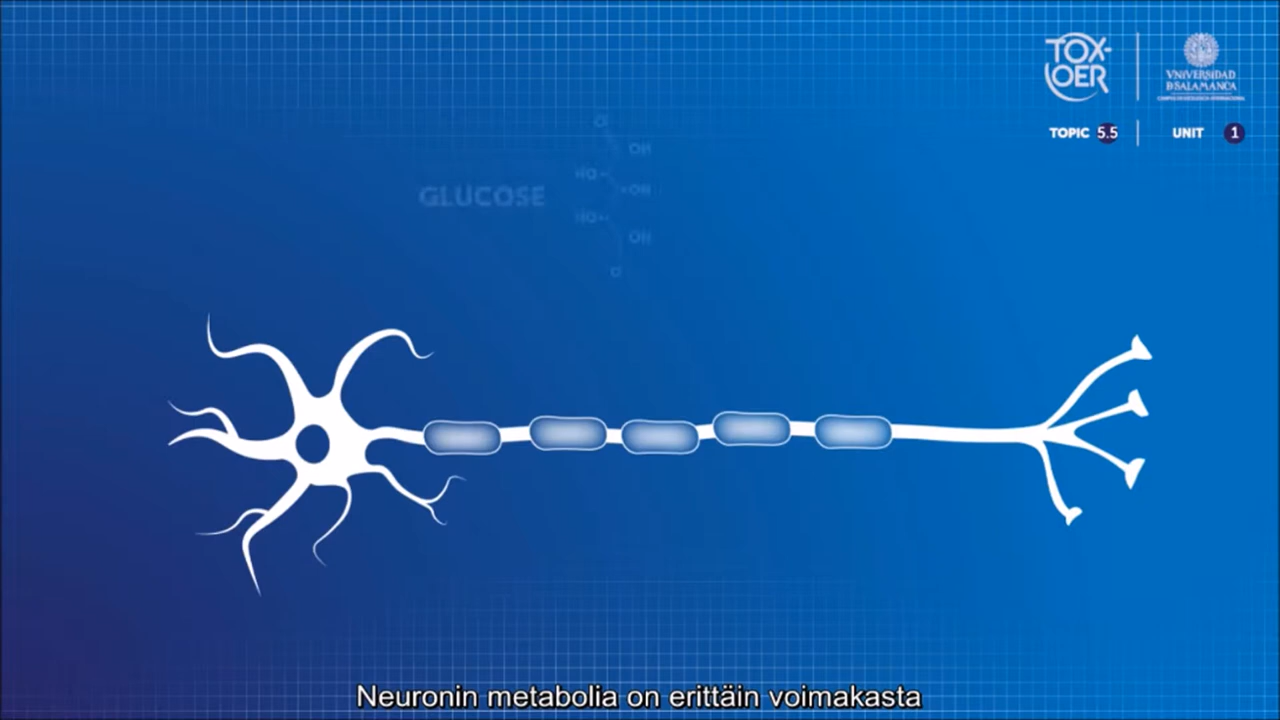 TOX-
OER
VNiVERSiDAD
D SALAMANCA
TOPIC 5.5
UNIT 1
GLUCOSE
OH
HO
OH
HO
OH
Neuronin metabolia on erittäin voimakasta